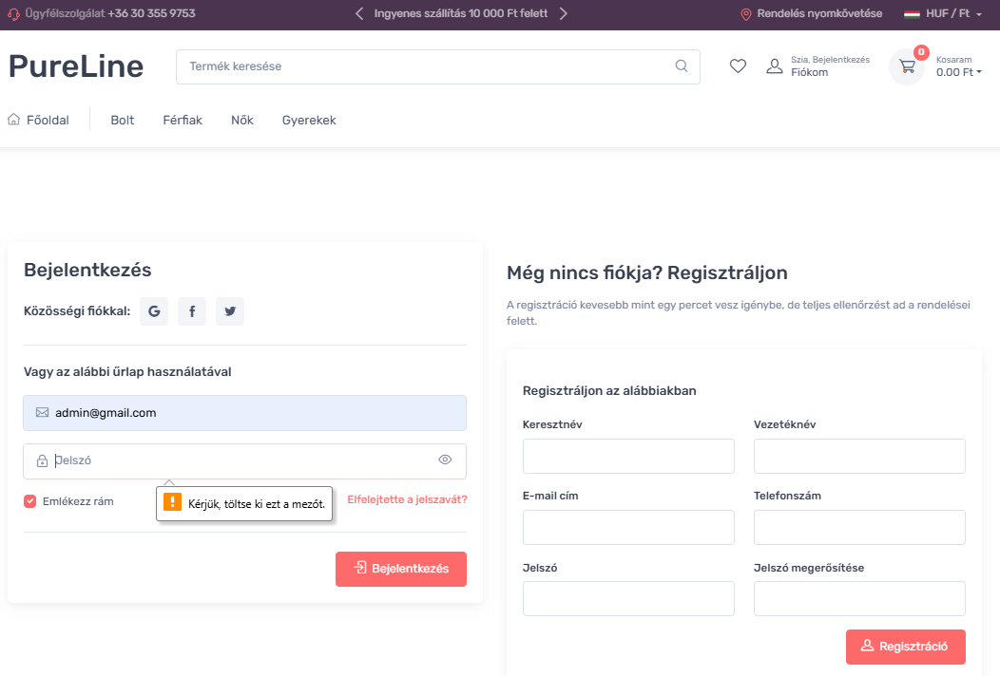 Ügyfélszolgálat +36 30 355 9753
Ingyenes szállítás 10 000 Ft felett
Rendelés nyomkövetése
HUF / Ft
PureLine
Termék keresése
Szia, Bejelentkezés
Fiókom
0
Kosaram
0.00 Ft
Főoldal
Bolt
Férfiak
Nők
Gyerekek
Bejelentkezés
Közösségi fiókkal:
Vagy az alábbi űrlap használatával
admin@gmail.com
Jelszó
Emlékezz rám
Kérjük, töltse ki ezt a mezőt.
Elfelejtette a jelszavát?
Bejelentkezés
Még nincs fiókja? Regisztráljon
A regisztráció kevesebb mint egy percet vesz igénybe, de teljes ellenőrzést ad a rendelései
felett.
Regisztráljon az alábbiakban
Keresztnév
Vezetéknév
E-mail cím
Telefonszám
Jelszó
Jelszó megerősítése
Regisztráció